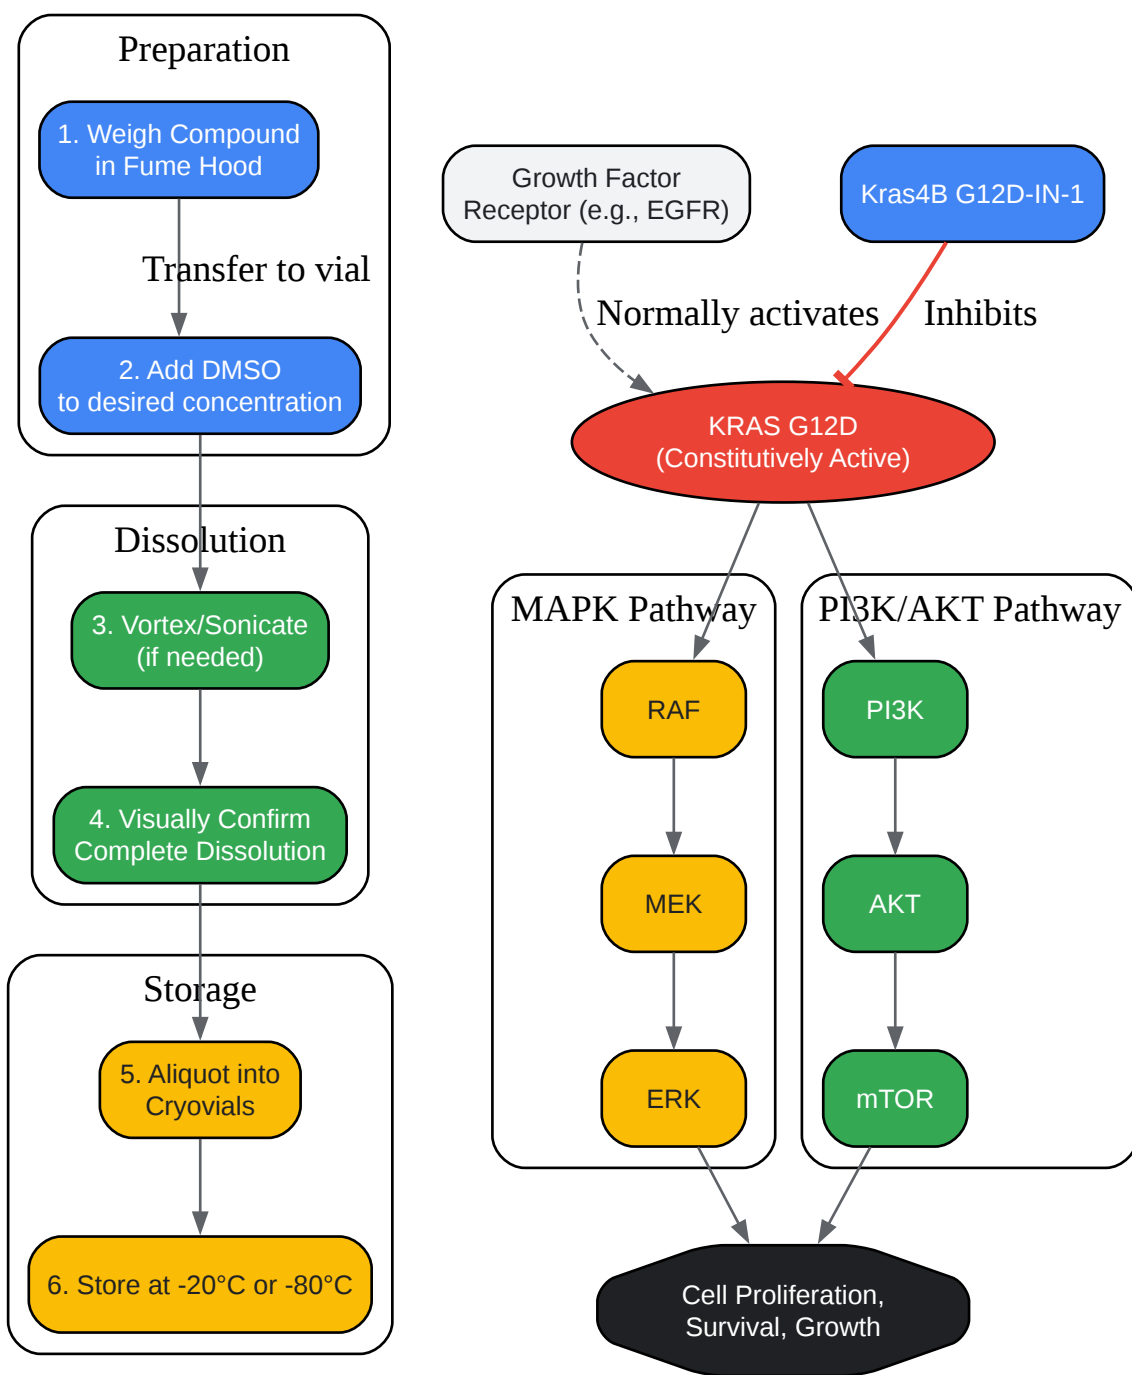 Preparation
1. Weigh Compound
in Fume Hood
Transfer to vial
2. Add DMSO
to desired concentration
Dissolution
3. Vortex/Sonicate
(if needed)
4. Visually Confirm
Complete Dissolution
Storage
5. Aliquot into
Cryovials
6. Store at -20°C or -80°C
Growth Factor
Receptor (e.g., EGFR)
Kras4B G12D-IN-1
Normally activates
Inhibits
KRAS G12D
(Constitutively Active)
MAPK Pathway
RAF
MEK
ERK
PI3K/AKT Pathway
PI3K
AKT
mTOR
Cell Proliferation,
Survival, Growth